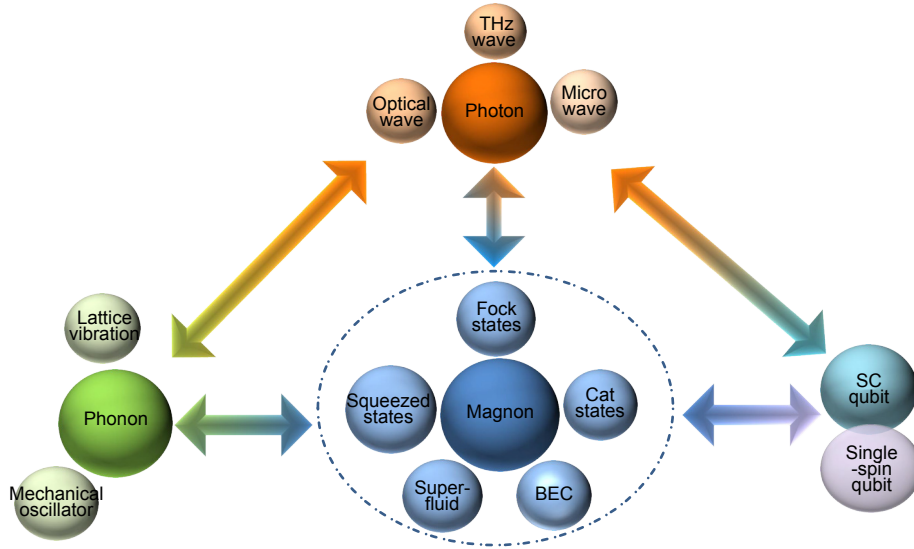 THz
wave
Optical
wave
Photon
Micro
wave
Lattice
vibration
Phonon
Mechanical
oscillator
Fock
states
Squeezed
states
Magnon
Cat
states
Super-
fluid
BEC
SC
qubit
Single
-spin
qubit